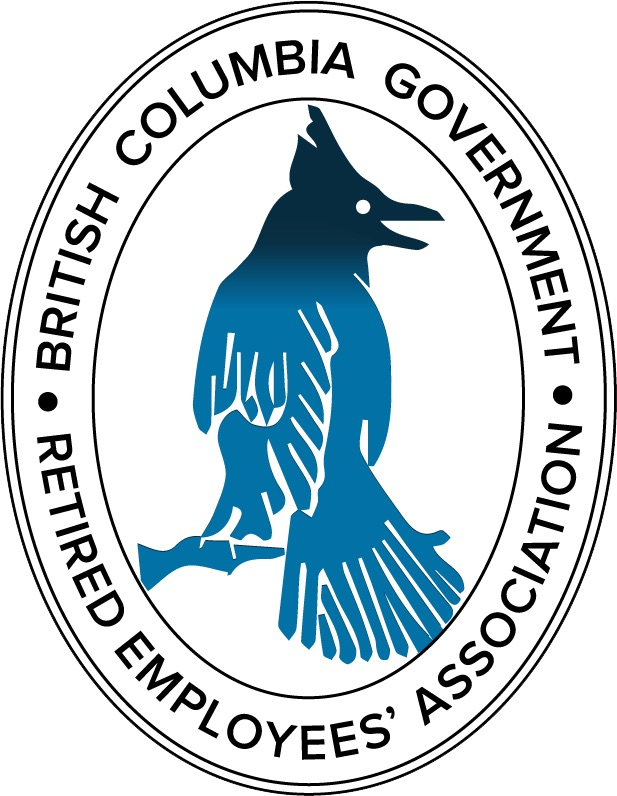 BRITISH COLUMBIA GOVERNMENT
• RETIRED EMPLOYEES’ ASSOCIATION •